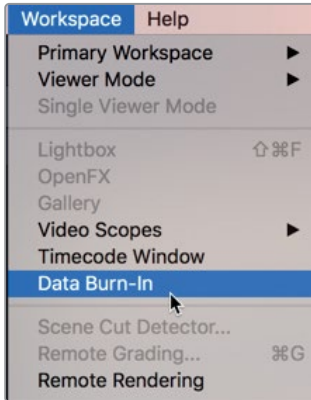 Workspace Help
Primary Workspace ▶
Viewer Mode ▶
Single Viewer Mode
Lightbox ⇧⌘F
OpenFX
Gallery
Video Scopes ▶
Timecode Window
Data Burn-In
Scene Cut Detector...
Remote Grading... ⌘G
Remote Rendering